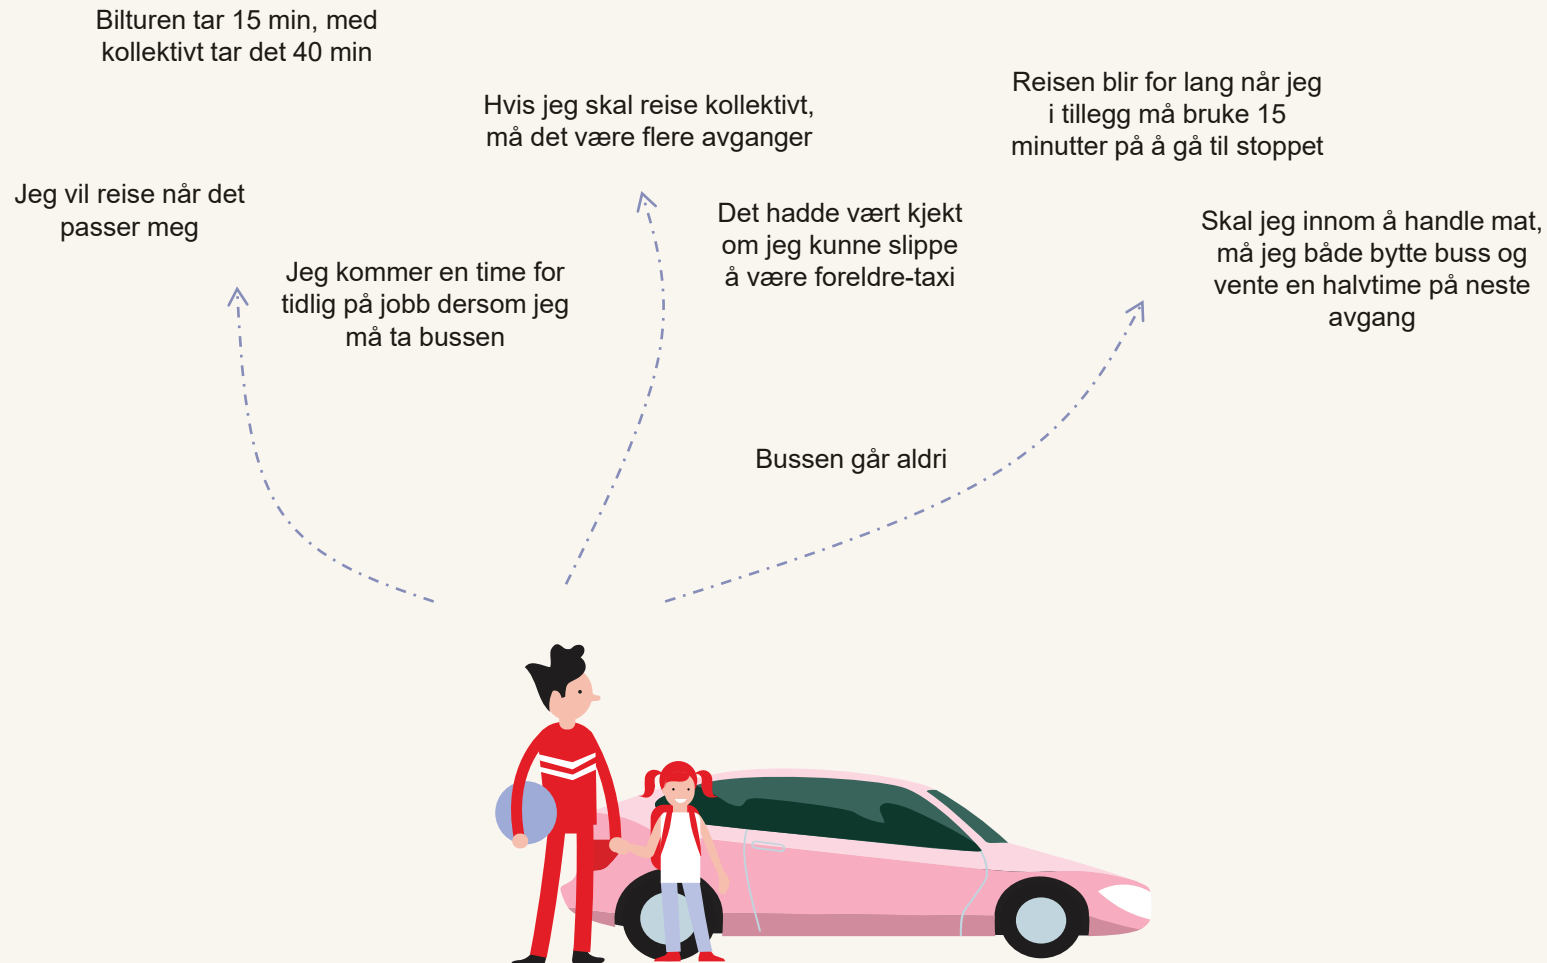 Bilturen tar 15 min, med
kollektivt tar det 40 min
Hvis jeg skal reise kollektivt,
må det være flere avganger
Reisen blir for lang når jeg
i tillegg må bruke 15
minutter på å gå til stoppet
Jeg vil reise når det
passer meg
Jeg kommer en time for
tidlig på jobb dersom jeg
må ta bussen
Det hadde vært kjekt
om jeg kunne slippe
å være foreldre-taxi
Skal jeg innom å handle mat,
må jeg både bytte buss og
vente en halvtime på neste
avgang
Bussen går aldri